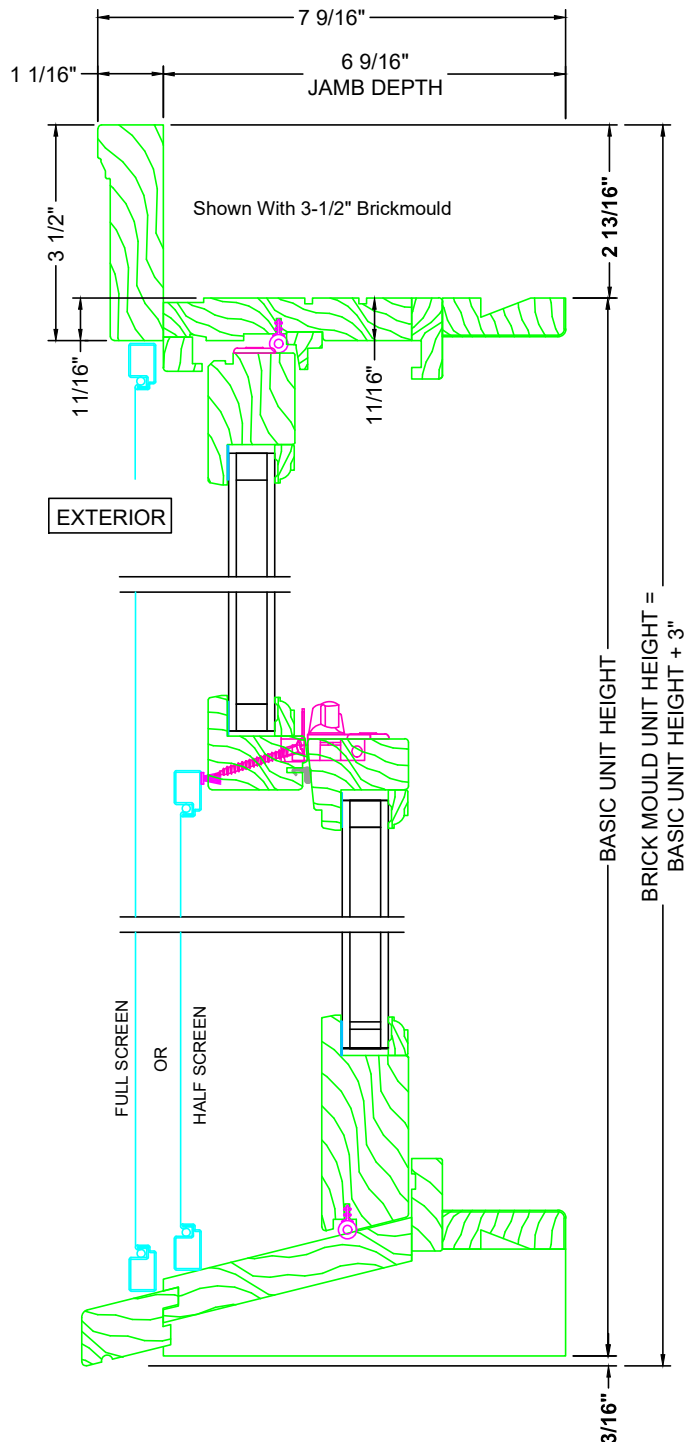 7 9/16"
1 1/16"
6 9/16"
JAMB DEPTH
3 1/2"
Shown With 3-1/2" Brickmould
2 13/16"
11/16"
11/16"
EXTERIOR
BASIC UNIT HEIGHT
BRICK MOULD UNIT HEIGHT =
BASIC UNIT HEIGHT + 3"
FULL SCREEN
OR
HALF SCREEN
3/16"